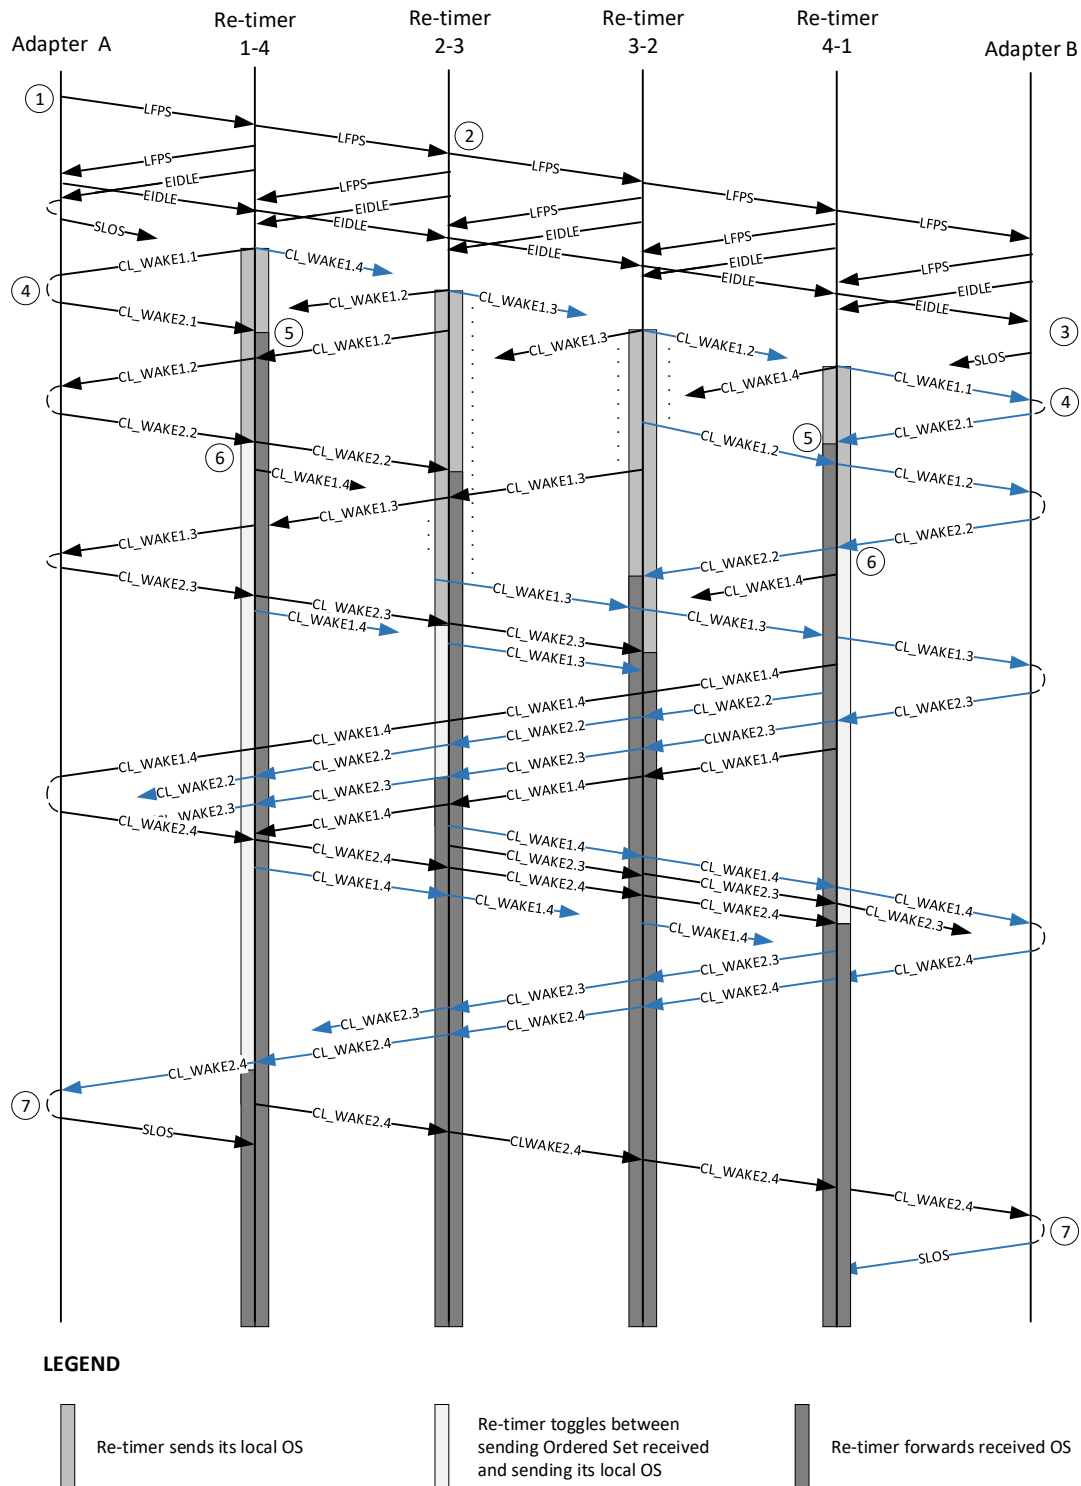 Re-timer
Re-timer
Re-timer
Re-timer
Adapter A
1-4
2-3
3-2
4-1
Adapter B
1
LFPS
2
LFPS
LFPS
LFPS
LFPS
LFPS
EIDLE
LFPS
EIDLE
EIDLE
LFPS
EIDLE
EIDLE
LFPS
EIDLE
EIDLE
LFPS
EIDLE
EIDLE
SLOS
CL_WAKE1.1
CL_WAKE1.4
4
CL_WAKE2.1
CL_WAKE1.2
CL_WAKE1.3
5
3
CL_WAKE1.2
CL_WAKE1.2
CL_WAKE1.3
CL_WAKE1.2
SLOS
CL_WAKE1.4
CL_WAKE1.1
4
CL_WAKE2.2
CL_WAKE2.1
5
CL_WAKE1.2
6
CL_WAKE2.2
CL_WAKE1.4
CL_WAKE1.3
CL_WAKE1.2
CL_WAKE1.3
CL_WAKE1.3
CL_WAKE2.2
CL_WAKE2.2
6
CL_WAKE1.4
CL_WAKE2.3
CL_WAKE2.3
CL_WAKE1.3
CL_WAKE1.4
CL_WAKE2.3
CL_WAKE1.3
CL_WAKE1.3
CL_WAKE1.3
CL_WAKE1.4
CL_WAKE1.4
CL_WAKE2.2
CL_WAKE2.3
CL_WAKE1.4
CL_WAKE2.2
CLWAKE2.3
CL_WAKE1.4
CL_WAKE2.2
CL_WAKE2.3
CL_WAKE1.4
CL_WAKE2.2
CL_WAKE2.3
CL_WAKE1.4
WAKE2.3
CL_WAKE1.4
CL_WAKE2.4
CL_WAKE2.4
CL_WAKE1.4
CL_WAKE2.3
CL_WAKE1.4
CL_WAKE2.4
CL_WAKE2.3
CL_WAKE1.4
CL_WAKE1.4
CL_WAKE2.4
CL_WAKE2.3
CL_WAKE1.4
CL_WAKE2.3
CL_WAKE2.4
CL_WAKE2.3
CL_WAKE2.4
CL_WAKE2.3
CL_WAKE2.4
CL_WAKE2.4
CL_WAKE2.4
7
SLOS
CL_WAKE2.4
CLWAKE2.4
CL_WAKE2.4
CL_WAKE2.4
7
SLOS
LEGEND
Re-timer sends its local OS
Re-timer toggles between
sending Ordered Set received
and sending its local OS
Re-timer forwards received OS